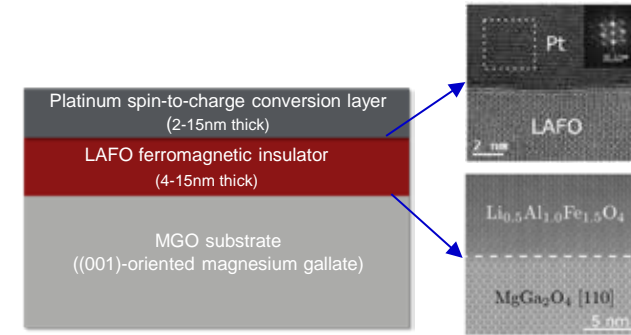 Platinum spin-to-charge conversion layer
(2-15nm thick)
LAFO ferromagnetic insulator
(4-15nm thick)
MGO substrate
((001)-oriented magnesium gallate)
Pt
LAFO
2 nm
Li₀.₅Al₁.₀Fe₁.₅O₄
MgGa₂O₄ [110]
5 nm